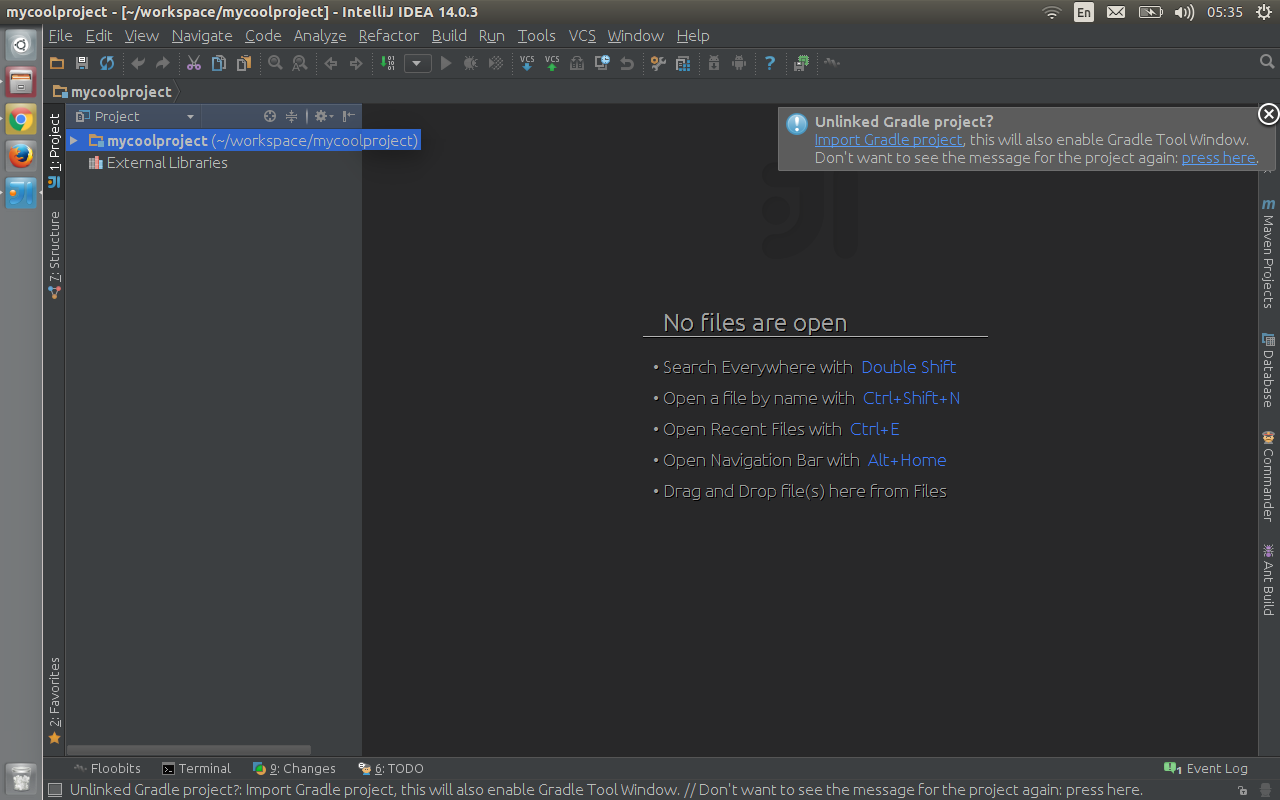 mycoolproject - [~/workspace/mycoolproject] - IntelliJ IDEA 14.0.3
En
05:35
File Edit View Navigate Code Analyze Refactor Build Run Tools VCS Window Help
VCS VCS
mycoolproject
1: Project
7: Structure
2: Favorites
Project
mycoolproject (~/workspace/mycoolproject)
External Libraries
Unlinked Gradle project?
Import Gradle project, this will also enable Gradle Tool Window.
Don't want to see the message for the project again: press here.
No files are open
• Search Everywhere with Double Shift
• Open a file by name with Ctrl+Shift+N
• Open Recent Files with Ctrl+E
• Open Navigation Bar with Alt+Home
• Drag and Drop file(s) here from Files
m
Maven Projects
Database
Commander
Ant Build
Floobits Terminal 9: Changes 6: TODO 1 Event Log
Unlinked Gradle project?: Import Gradle project, this will also enable Gradle Tool Window. // Don't want to see the message for the project again: press here.